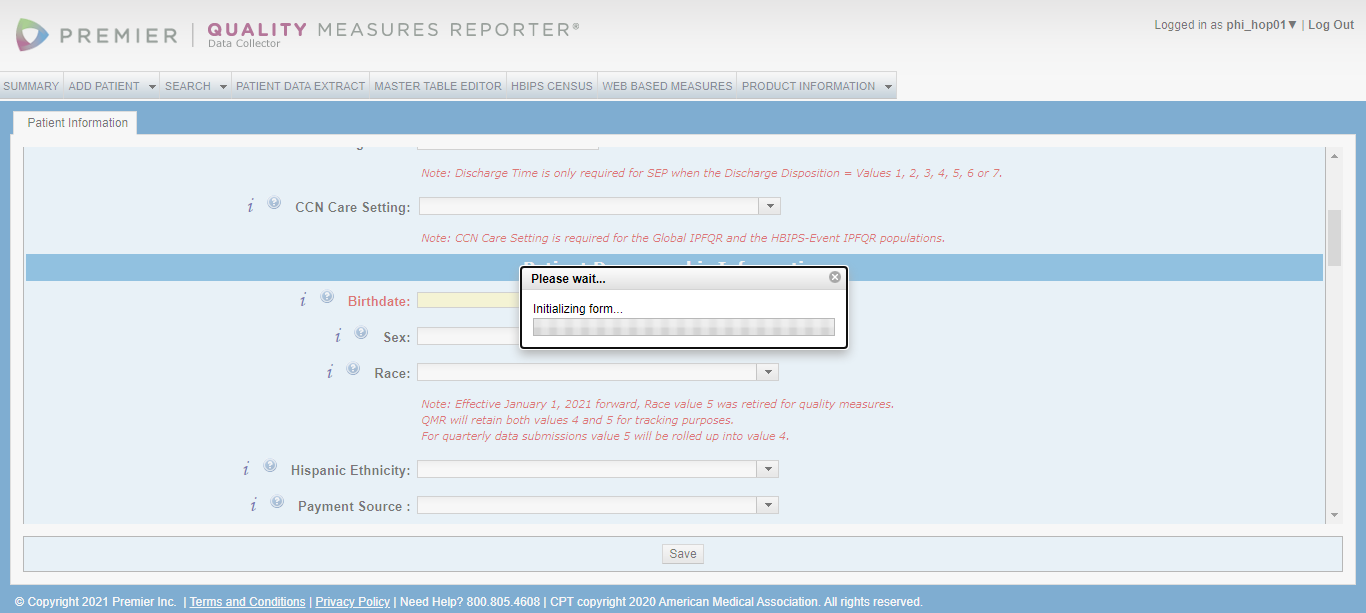 PREMIER | QUALITY MEASURES REPORTER®
Data Collector
Logged in as phi_hop01▼ | Log Out
SUMMARY ADD PATIENT SEARCH PATIENT DATA EXTRACT MASTER TABLE EDITOR HBIPS CENSUS WEB BASED MEASURES PRODUCT INFORMATION
Patient Information
Note: Discharge Time is only required for SEP when the Discharge Disposition = Values 1, 2, 3, 4, 5, 6 or 7.
i ? CCN Care Setting:
Note: CCN Care Setting is required for the Global IPFQR and the HBIPS-Event IPFQR populations.
Please wait...
Initializing form...
i ? Birthdate:
i ? Sex:
i ? Race:
Note: Effective January 1, 2021 forward, Race value 5 was retired for quality measures.
QMR will retain both values 4 and 5 for tracking purposes.
For quarterly data submissions value 5 will be rolled up into value 4.
i ? Hispanic Ethnicity:
i ? Payment Source :
Save
© Copyright 2021 Premier Inc. | Terms and Conditions | Privacy Policy | Need Help? 800.805.4608 | CPT copyright 2020 American Medical Association. All rights reserved.